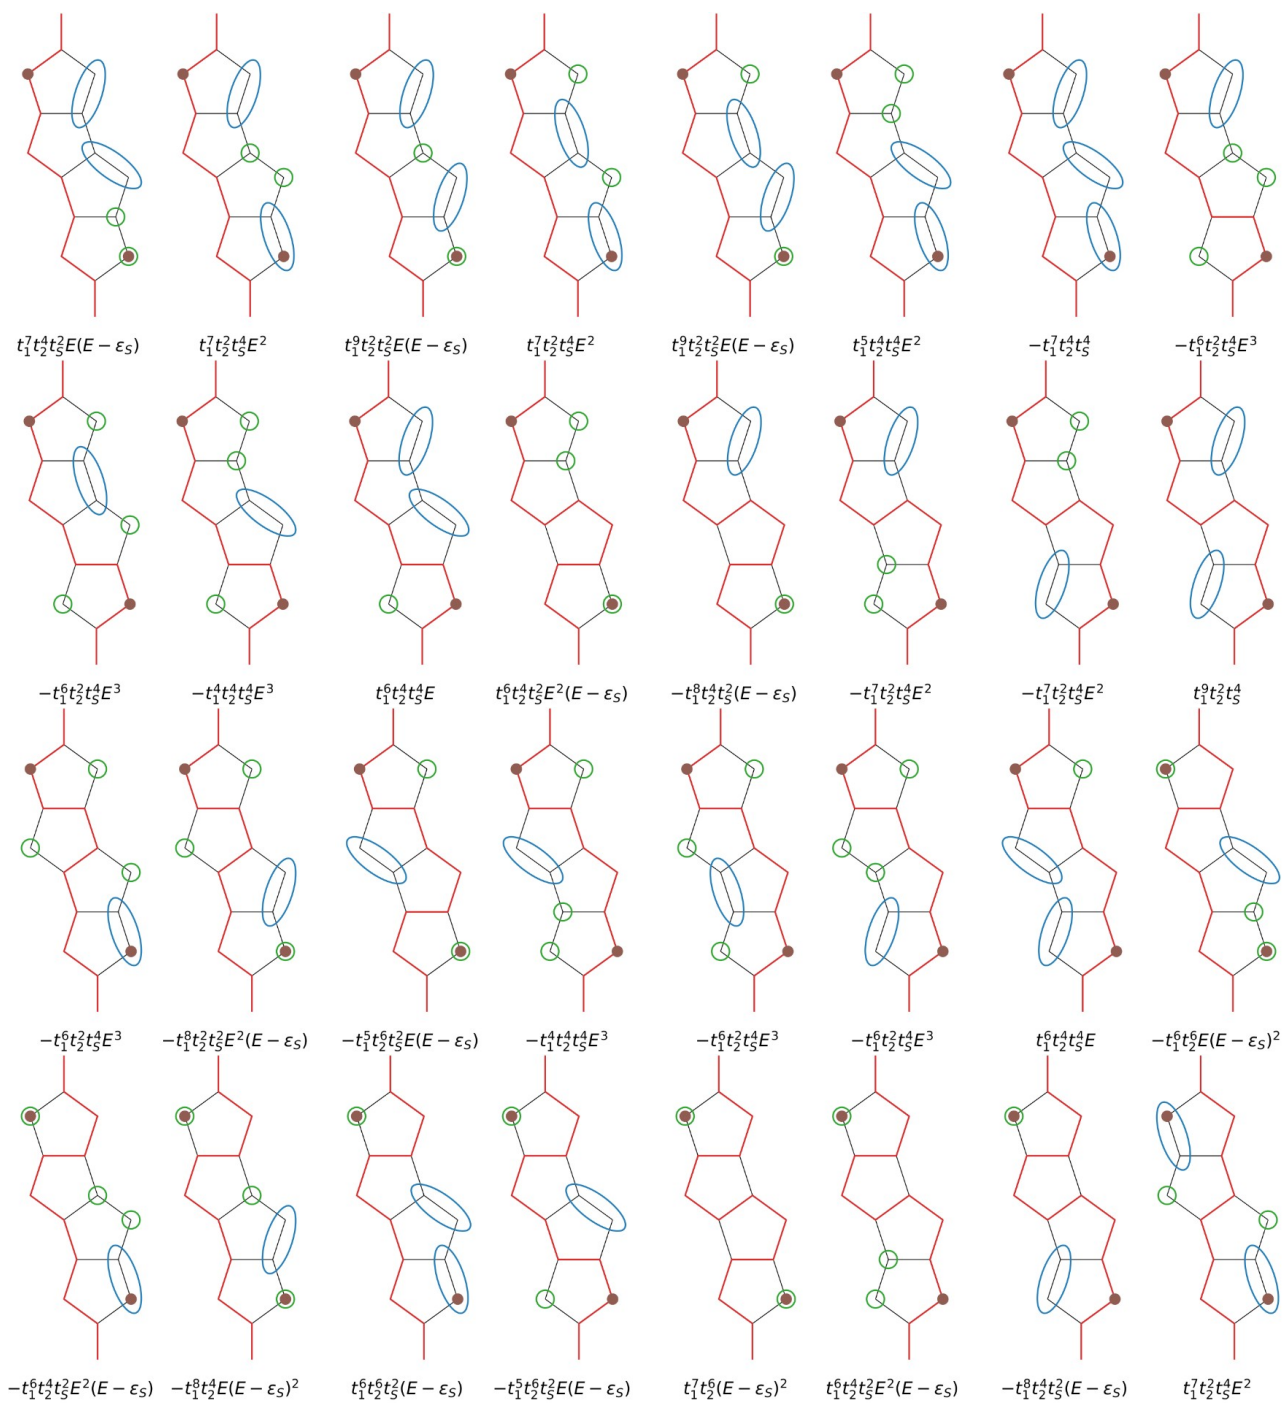 $t_1^7t_2^4t_S^2E(E-\varepsilon_S)$ $t_1^7t_2^2t_S^4E^2$ $t_1^9t_2^2t_S^2E(E-\varepsilon_S)$ $t_1^7t_2^2t_S^4E^2$ $t_1^9t_2^2t_S^2E(E-\varepsilon_S)$ $t_1^5t_2^4t_S^4E^2$ $-t_1^7t_2^4t_S^4$ $-t_1^6t_2^2t_S^4E^3$
$-t_1^6t_2^2t_S^4E^3$ $-t_1^4t_2^4t_S^4E^3$ $t_1^6t_2^4t_S^4E$ $t_1^6t_2^4t_S^2E^2(E-\varepsilon_S)$ $-t_1^8t_2^4t_S^2(E-\varepsilon_S)$ $-t_1^7t_2^2t_S^4E^2$ $-t_1^7t_2^2t_S^4E^2$ $t_1^9t_2^2t_S^4$
$-t_1^6t_2^2t_S^4E^3$ $-t_1^8t_2^2t_S^2E^2(E-\varepsilon_S)$ $-t_1^5t_2^6t_S^2E(E-\varepsilon_S)$ $-t_1^4t_2^4t_S^4E^3$ $-t_1^6t_2^2t_S^4E^3$ $-t_1^6t_2^2t_S^4E^3$ $t_1^6t_2^4t_S^4E$ $-t_1^6t_2^6t_S^2E(E-\varepsilon_S)^2$
$-t_1^6t_2^4t_S^2E^2(E-\varepsilon_S)$ $-t_1^8t_2^4E(E-\varepsilon_S)^2$ $t_1^6t_2^6t_S^2(E-\varepsilon_S)$ $-t_1^5t_2^6t_S^2E(E-\varepsilon_S)$ $t_1^7t_2^6(E-\varepsilon_S)^2$ $t_1^6t_2^4t_S^2E^2(E-\varepsilon_S)$ $-t_1^8t_2^4t_S^2(E-\varepsilon_S)$ $t_1^7t_2^2t_S^4E^2$